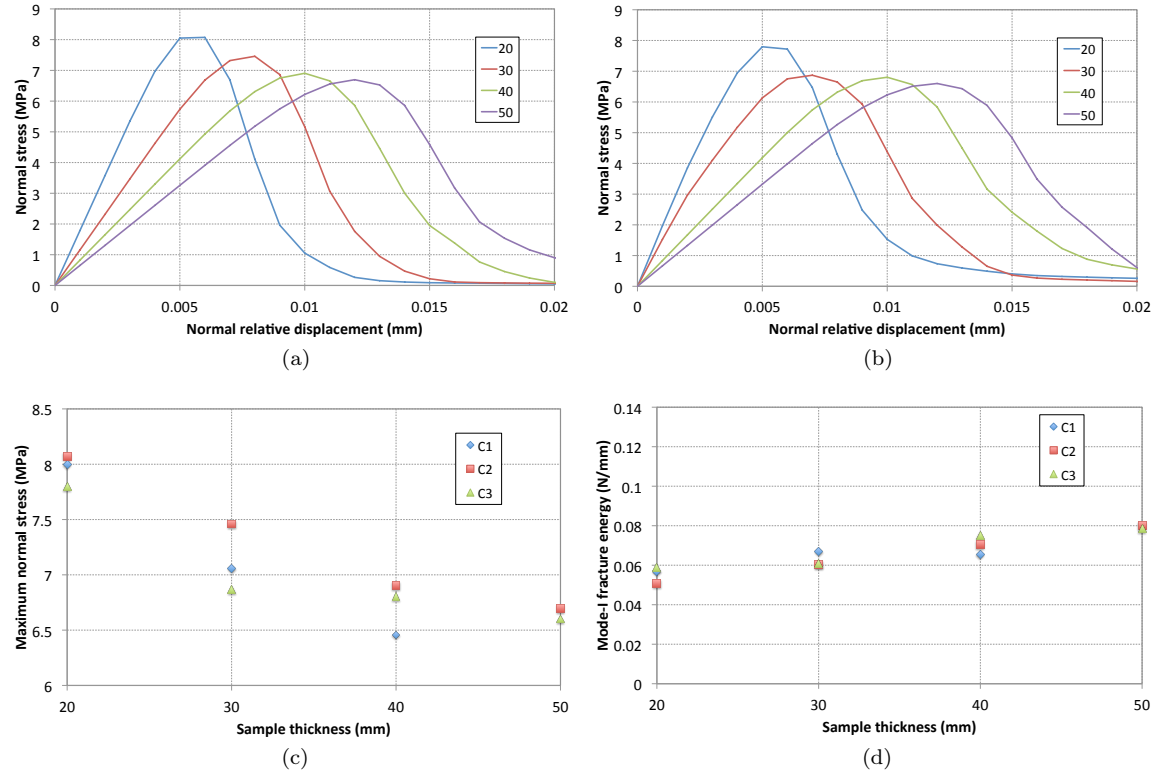 9
8
7
6
5
4
3
2
1
0
Normal stress (MPa)
20
30
40
50
0 0.005 0.01 0.015 0.02
Normal relative displacement (mm)
(a)
9
8
7
6
5
4
3
2
1
0
Normal stress (MPa)
20
30
40
50
0 0.005 0.01 0.015 0.02
Normal relative displacement (mm)
(b)
8.5
8
7.5
7
6.5
6
Maximum normal stress (MPa)
C1
C2
C3
20 30 40 50
Sample thickness (mm)
(c)
0.14
0.12
0.1
0.08
0.06
0.04
0.02
0
Mode-I fracture energy (N/mm)
C1
C2
C3
20 30 40 50
Sample thickness (mm)
(d)